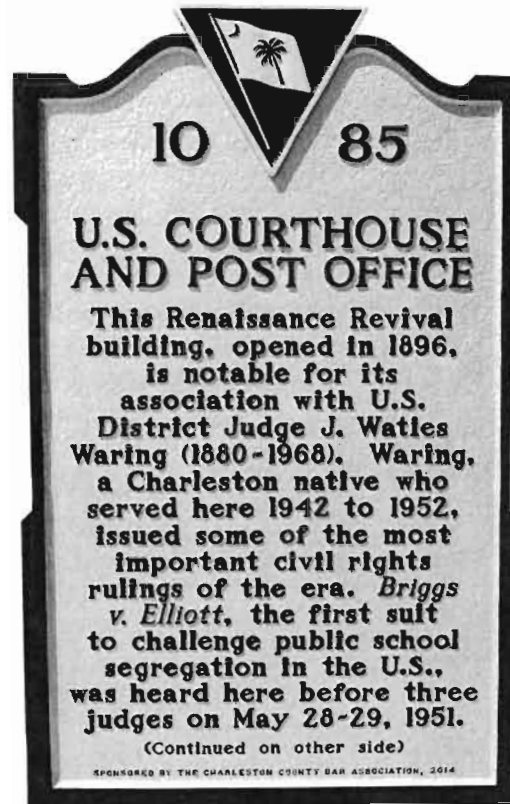 10 85
U.S. COURTHOUSE
AND POST OFFICE
This Renaissance Revival
building, opened in 1896,
is notable for its
association with U.S.
District Judge J. Waties
Waring (1880-1968). Waring,
a Charleston native who
served here 1942 to 1952,
issued some of the most
important civil rights
rulings of the era. Briggs
v. Elliott, the first suit
to challenge public school
segregation in the U.S.,
was heard here before three
judges on May 28-29, 1951.
(Continued on other side)
SPONSORED BY THE CHARLESTON COUNTY BAR ASSOCIATION, 2014